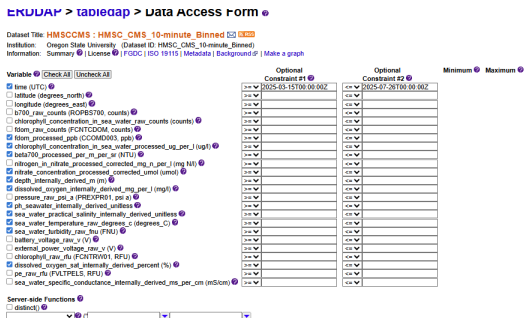 ERDDAP > tabledap > Data Access Form
Dataset Title: HMSCCMS : HMSC_CMS_10-minute_Binned RSS
Institution: Oregon State University (Dataset ID: HMSC_CMS_10-minute_Binned)
Information: Summary | License | FGDC | ISO 19115 | Metadata | Background | Make a graph
Variable Check All Uncheck All Optional Constraint #1 Optional Constraint #2 Minimum Maximum
time (UTC) >= 2025-03-15T00:00:00Z <= 2025-07-26T00:00:00Z
latitude (degrees_north) >= <=
longitude (degrees_east) >= <=
b700_raw_counts (ROPBS700, counts) >= <=
chlorophyll_concentration_in_sea_water_raw_counts (counts) >= <=
fdom_raw_counts (FCNTCDOM, counts) >= <=
fdom_processed_ppb (CCOMD003, ppb) >= <=
chlorophyll_concentration_in_sea_water_processed_ug_per_l (ug/l) >= <=
beta700_processed_per_m_per_sr (NTU) >= <=
nitrogen_in_nitrate_processed_corrected_mg_n_per_l (mg N/l) >= <=
nitrate_concentration_processed_corrected_umol (umol) >= <=
depth_internally_derived_m (m) >= <=
dissolved_oxygen_internally_derived_mg_per_l (mg/l) >= <=
pressure_raw_psi_a (PREXPR01, psi a) >= <=
ph_seawater_internally_derived_unitless >= <=
sea_water_practical_salinity_internally_derived_unitless >= <=
sea_water_temperature_raw_degrees_c (degrees_C) >= <=
sea_water_turbidity_raw_fnu (FNU) >= <=
battery_voltage_raw_v (V) >= <=
external_power_voltage_raw_v (V) >= <=
chlorophyll_raw_rfu (FCNTRW01, RFU) >= <=
dissolved_oxygen_sat_internally_derived_percent (%) >= <=
pe_raw_rfu (FVLTPELS, RFU) >= <=
sea_water_specific_conductance_internally_derived_ms_per_cm (mS/cm) >= <=
Server-side Functions
distinct()
("